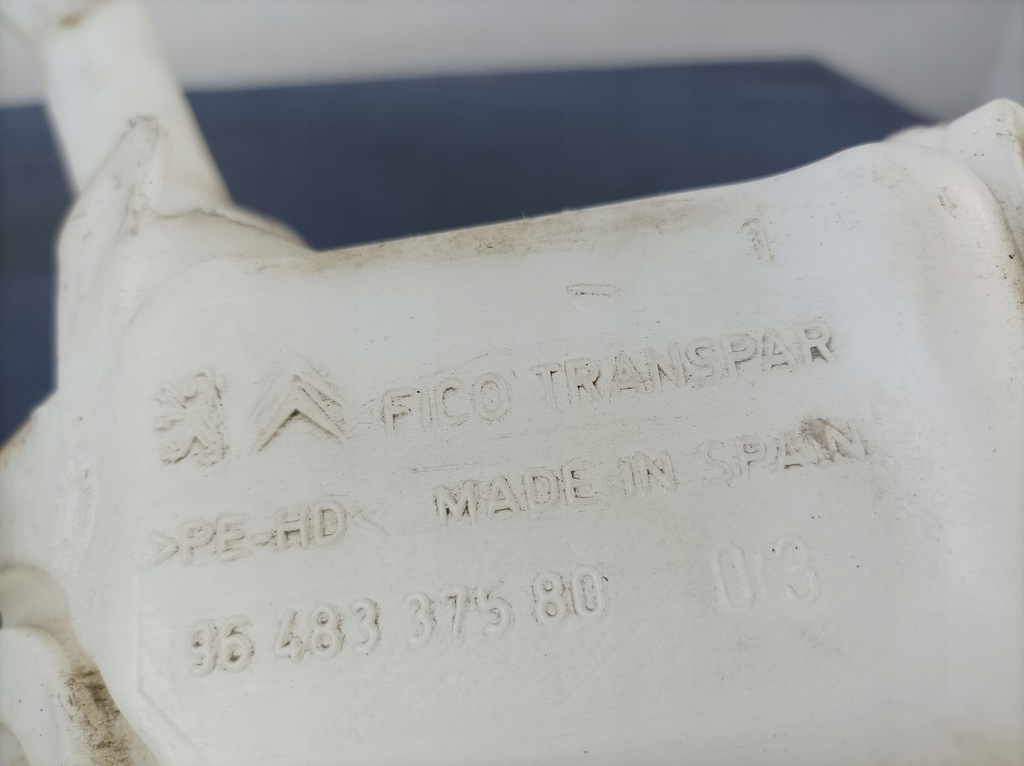 1
FICO TRANSPAR
>PE-HD< MADE IN SPAIN
96 483 375 80 03